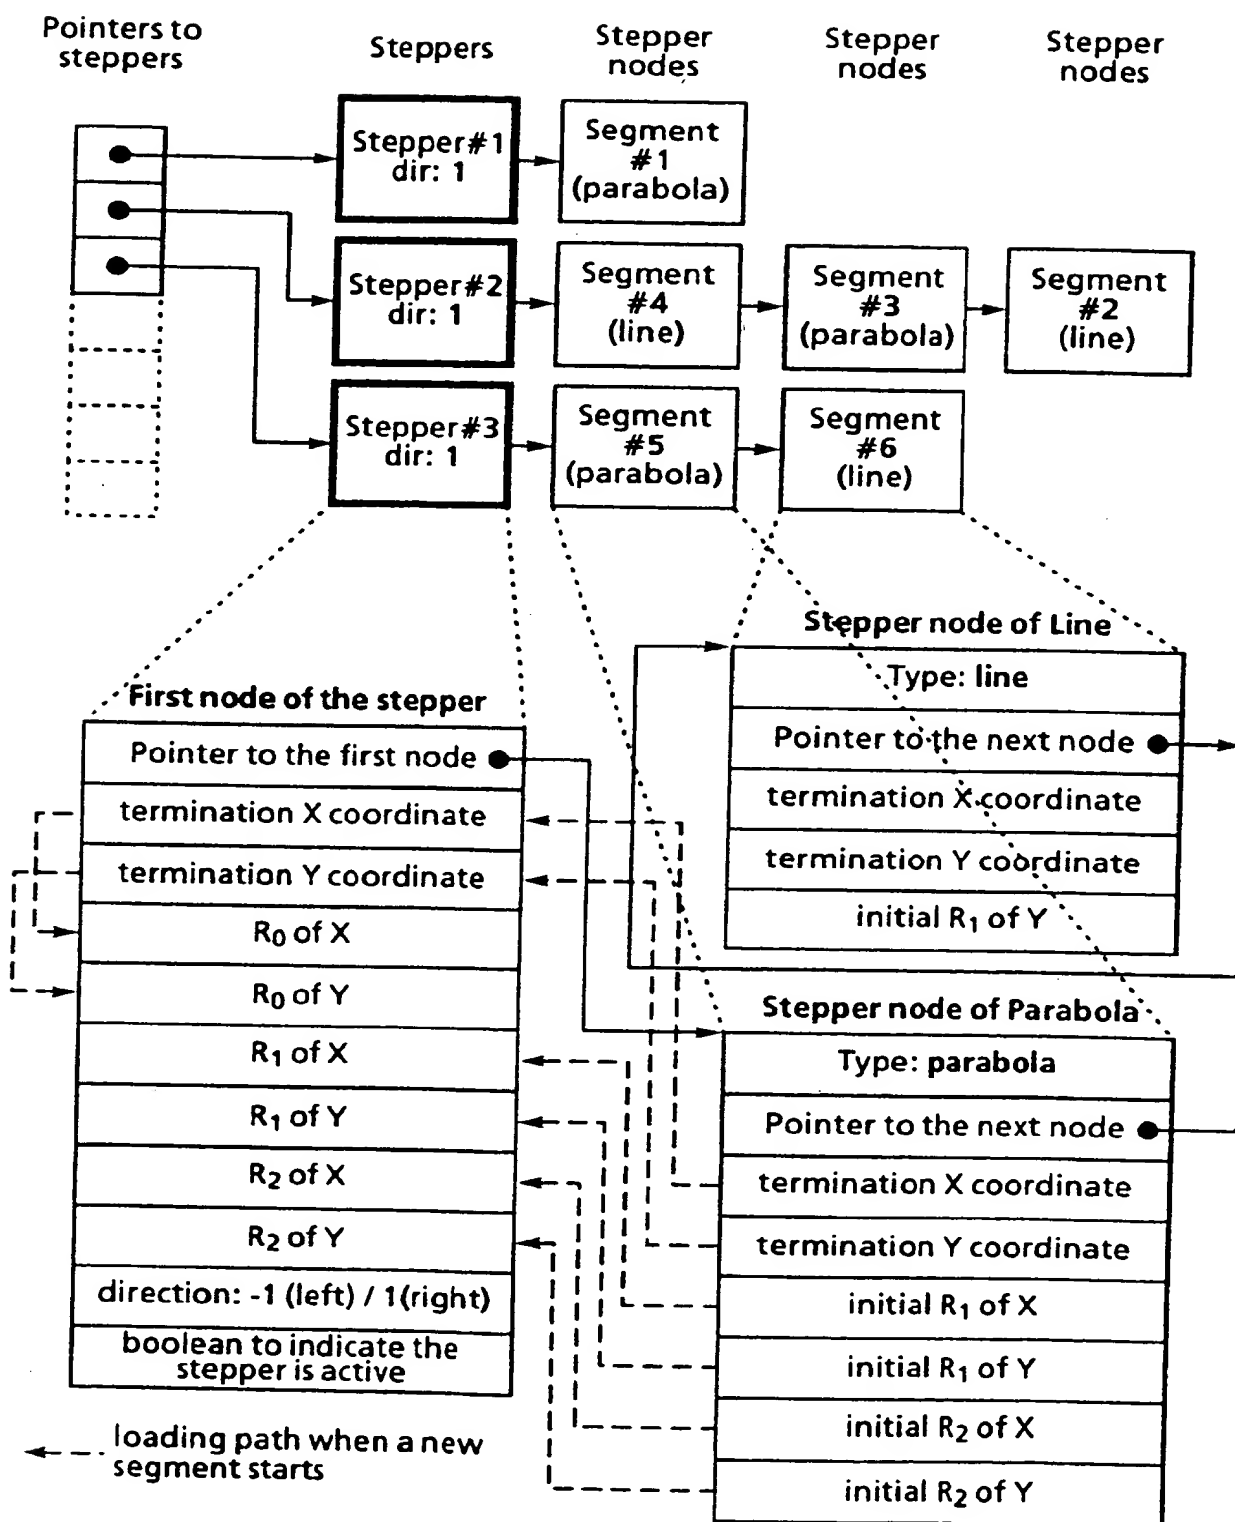 Pointers to
steppers
Steppers
Stepper
nodes
Stepper
nodes
Stepper
nodes
Stepper#1
dir: 1
Segment
#1
(parabola)
Stepper#2
dir: 1
Segment
#4
(line)
Segment
#3
(parabola)
Segment
#2
(line)
Stepper#3
dir: 1
Segment
#5
(parabola)
Segment
#6
(line)
Stepper node of Line
Type: line
Pointer to the next node
termination X coordinate
termination Y coordinate
initial R1 of Y
First node of the stepper
Pointer to the first node
termination X coordinate
termination Y coordinate
R0 of X
R0 of Y
R1 of X
R1 of Y
R2 of X
R2 of Y
direction: -1 (left) / 1(right)
boolean to indicate the
stepper is active
Stepper node of Parabola
Type: parabola
Pointer to the next node
termination X coordinate
termination Y coordinate
initial R1 of X
initial R1 of Y
initial R2 of X
initial R2 of Y
loading path when a new
segment starts